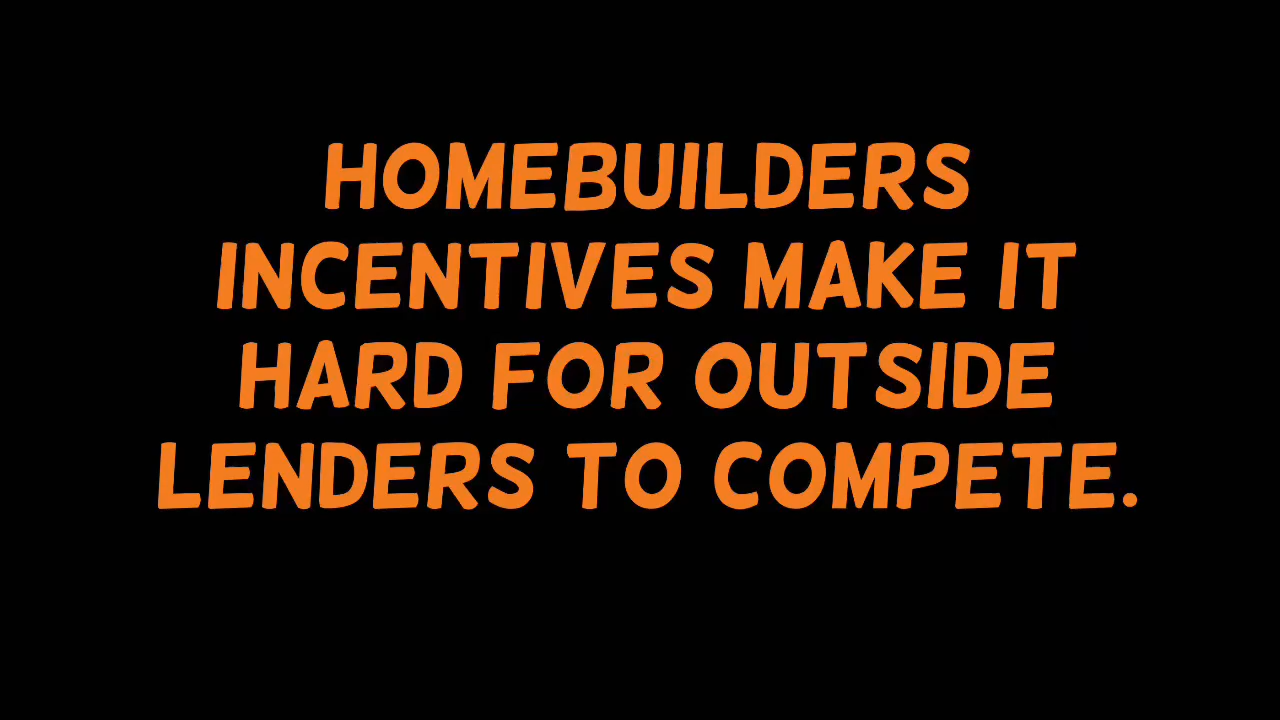 HOMEBUILDERS
INCENTIVES MAKE IT
HARD FOR OUTSIDE
LENDERS TO COMPETE.